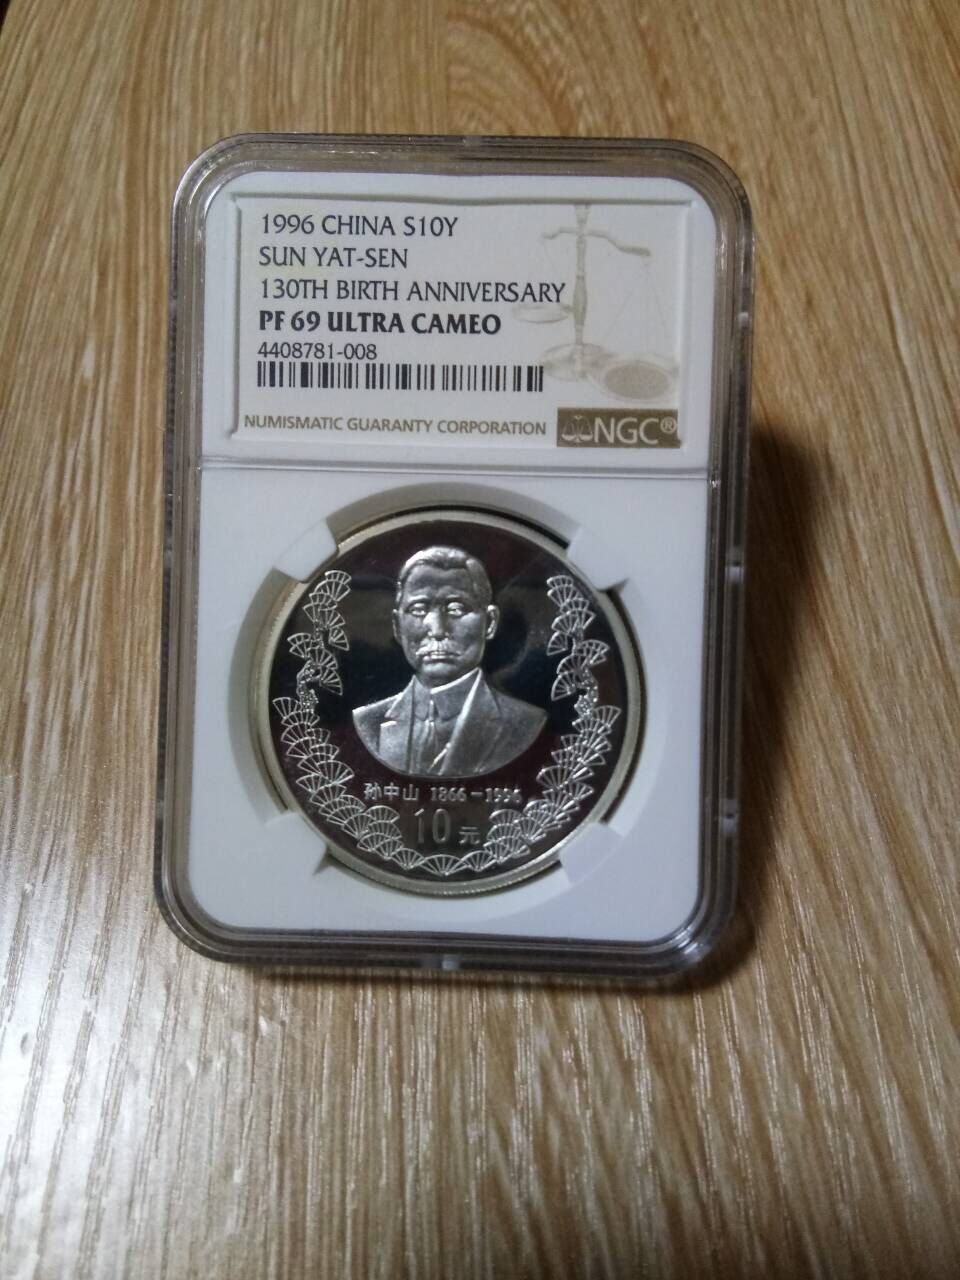 1996 CHINA S10Y
SUN YAT-SEN
130TH BIRTH ANNIVERSARY
PF 69 ULTRA CAMEO
4408781-008
NUMISMATIC GUARANTY CORPORATION
NGC®
孙中山 1866-1996
10元